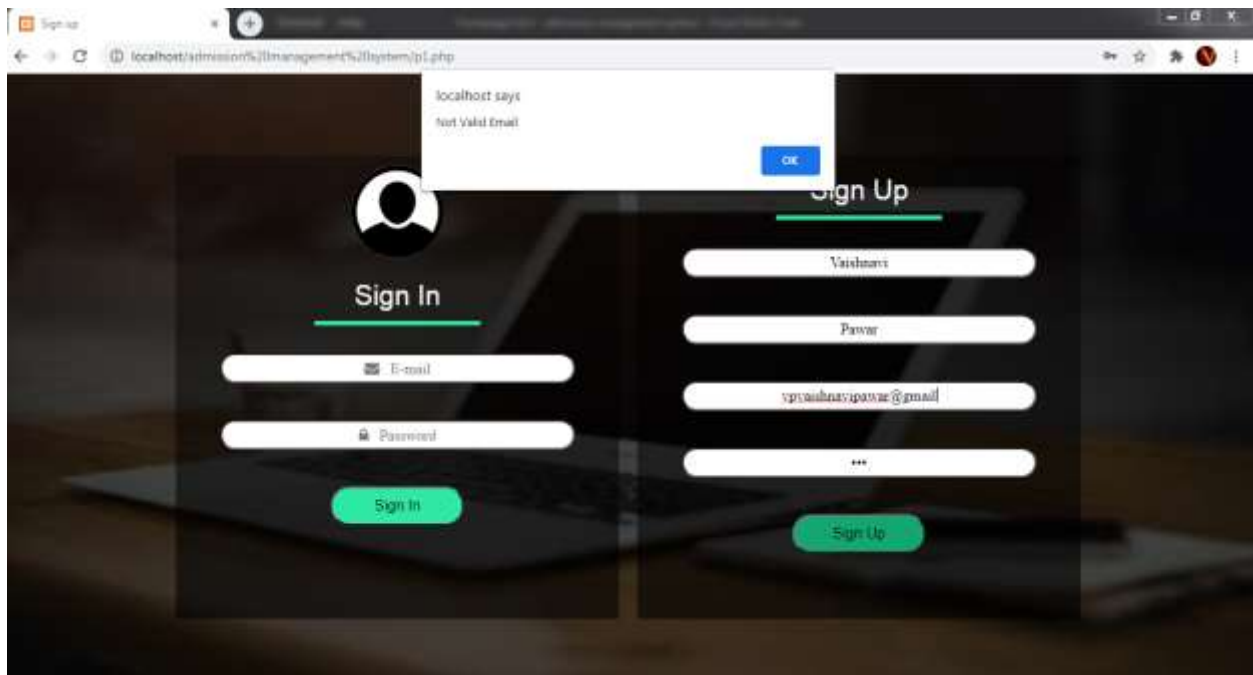 Sign up
localhost/admission%20management%20system/p1.php
localhost says
Not Valid Email
OK
Sign In
E-mail
Password
Sign In
Sign Up
Vaishnavi
Pawar
vpvaishnavipawar@gmail
•••
Sign Up